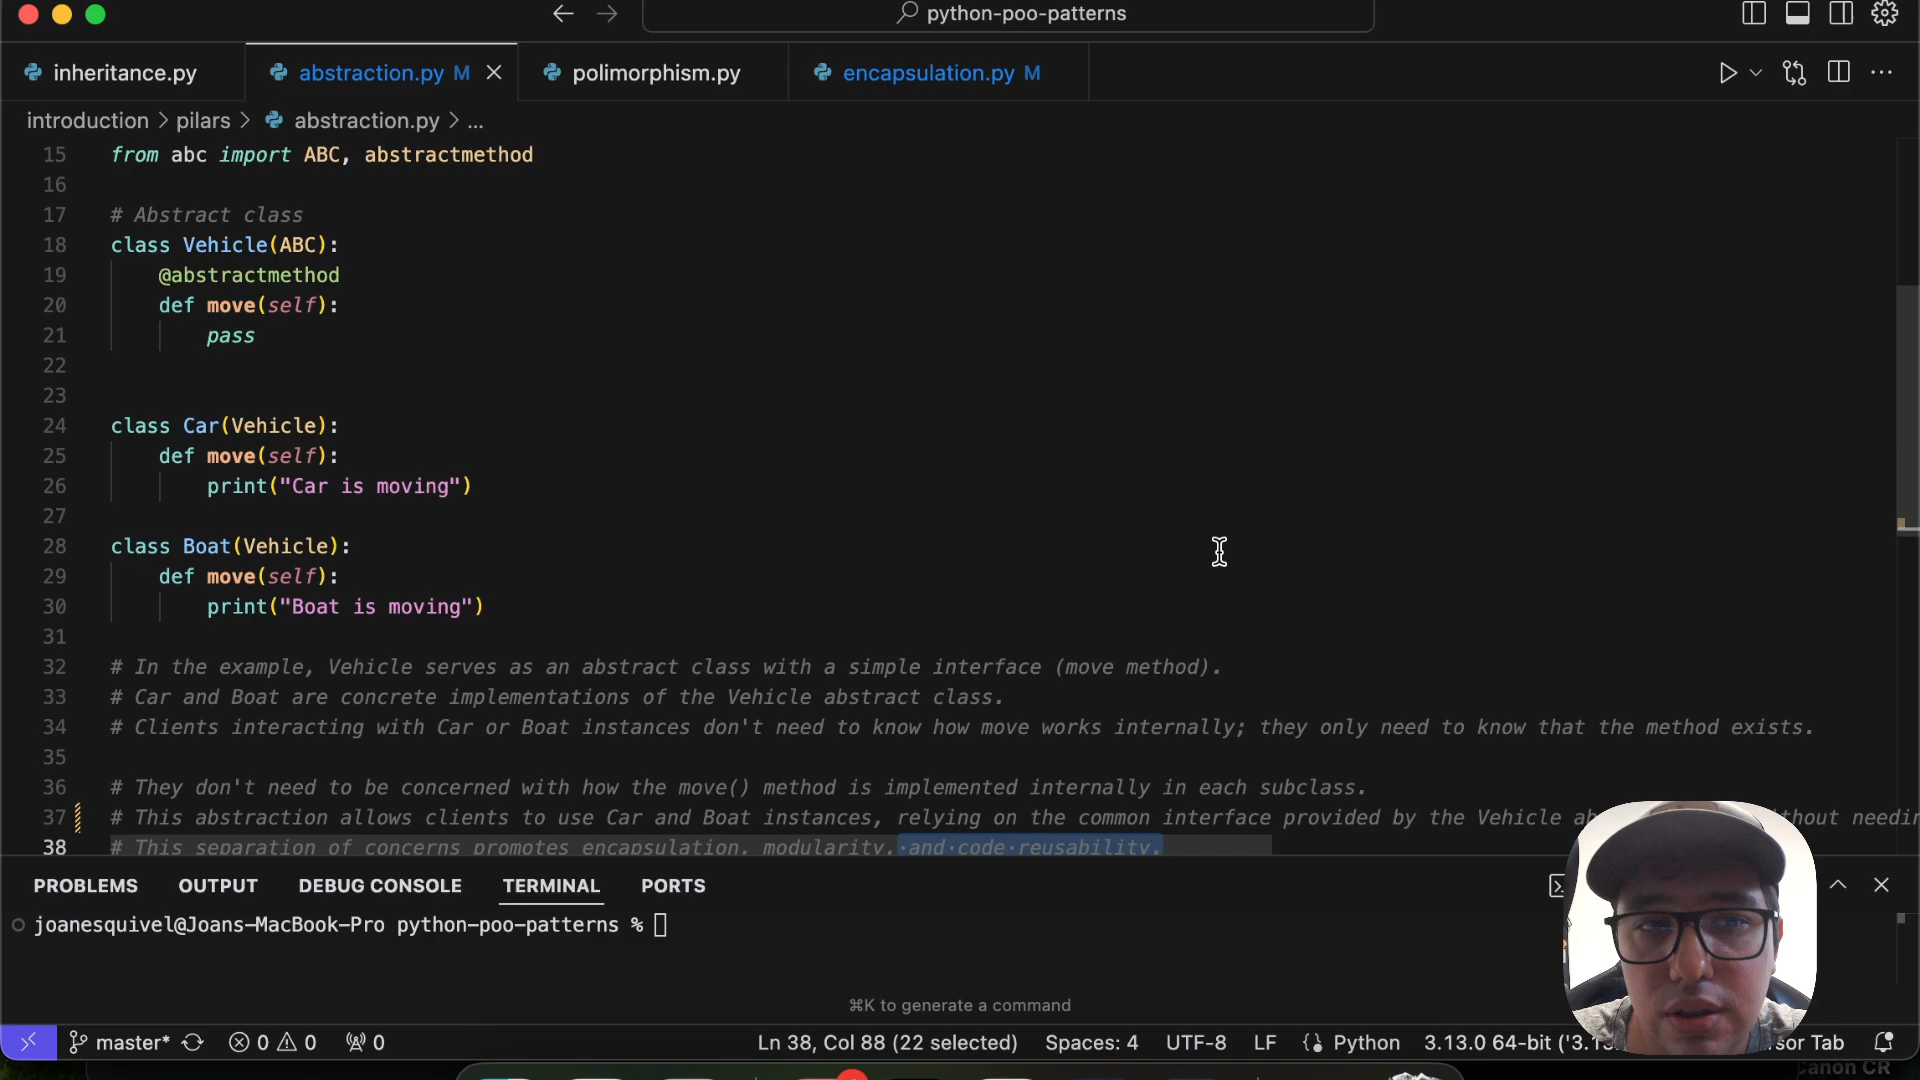 python-poo-patterns
inheritance.py
abstraction.py M
polimorphism.py
encapsulation.py M
introduction > pilars > abstraction.py > ...
15 from abc import ABC, abstractmethod
16
17 # Abstract class
18 class Vehicle(ABC):
19 @abstractmethod
20 def move(self):
21 pass
22
23
24 class Car(Vehicle):
25 def move(self):
26 print("Car is moving")
27
28 class Boat(Vehicle):
29 def move(self):
30 print("Boat is moving")
31
32 # In the example, Vehicle serves as an abstract class with a simple interface (move method).
33 # Car and Boat are concrete implementations of the Vehicle abstract class.
34 # Clients interacting with Car or Boat instances don't need to know how move works internally; they only need to know that the method exists.
35
36 # They don't need to be concerned with how the move() method is implemented internally in each subclass.
37 # This abstraction allows clients to use Car and Boat instances, relying on the common interface provided by the Vehicle
38 # This separation of concerns promotes encapsulation, modularity, and code reusability.
PROBLEMS OUTPUT DEBUG CONSOLE TERMINAL PORTS
joanesquivel@Joans-MacBook-Pro python-poo-patterns %
⌘K to generate a command
master* 0 0 0 Ln 38, Col 88 (22 selected) Spaces: 4 UTF-8 LF Python 3.13.0 64-bit Tab
Canon CR